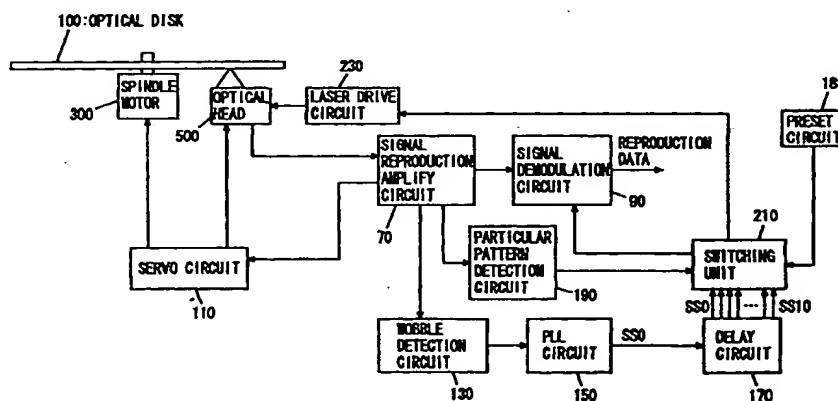 100:OPTICAL DISK
SPINDLE
MOTOR
300
OPTICAL
HEAD
500
230
LASER DRIVE
CIRCUIT
18
PRESET
CIRCUIT
SIGNAL
REPRODUCTION
AMPLIFY
CIRCUIT
70
SIGNAL
DEMODULATION
CIRCUIT
90
REPRODUCTION
DATA
210
SWITCHING
UNIT
PARTICULAR
PATTERN
DETECTION
CIRCUIT
190
SERVO CIRCUIT
110
SS0
---
SS10
WOBBLE
DETECTION
CIRCUIT
130
PLL
CIRCUIT
150
SS0
DELAY
CIRCUIT
170